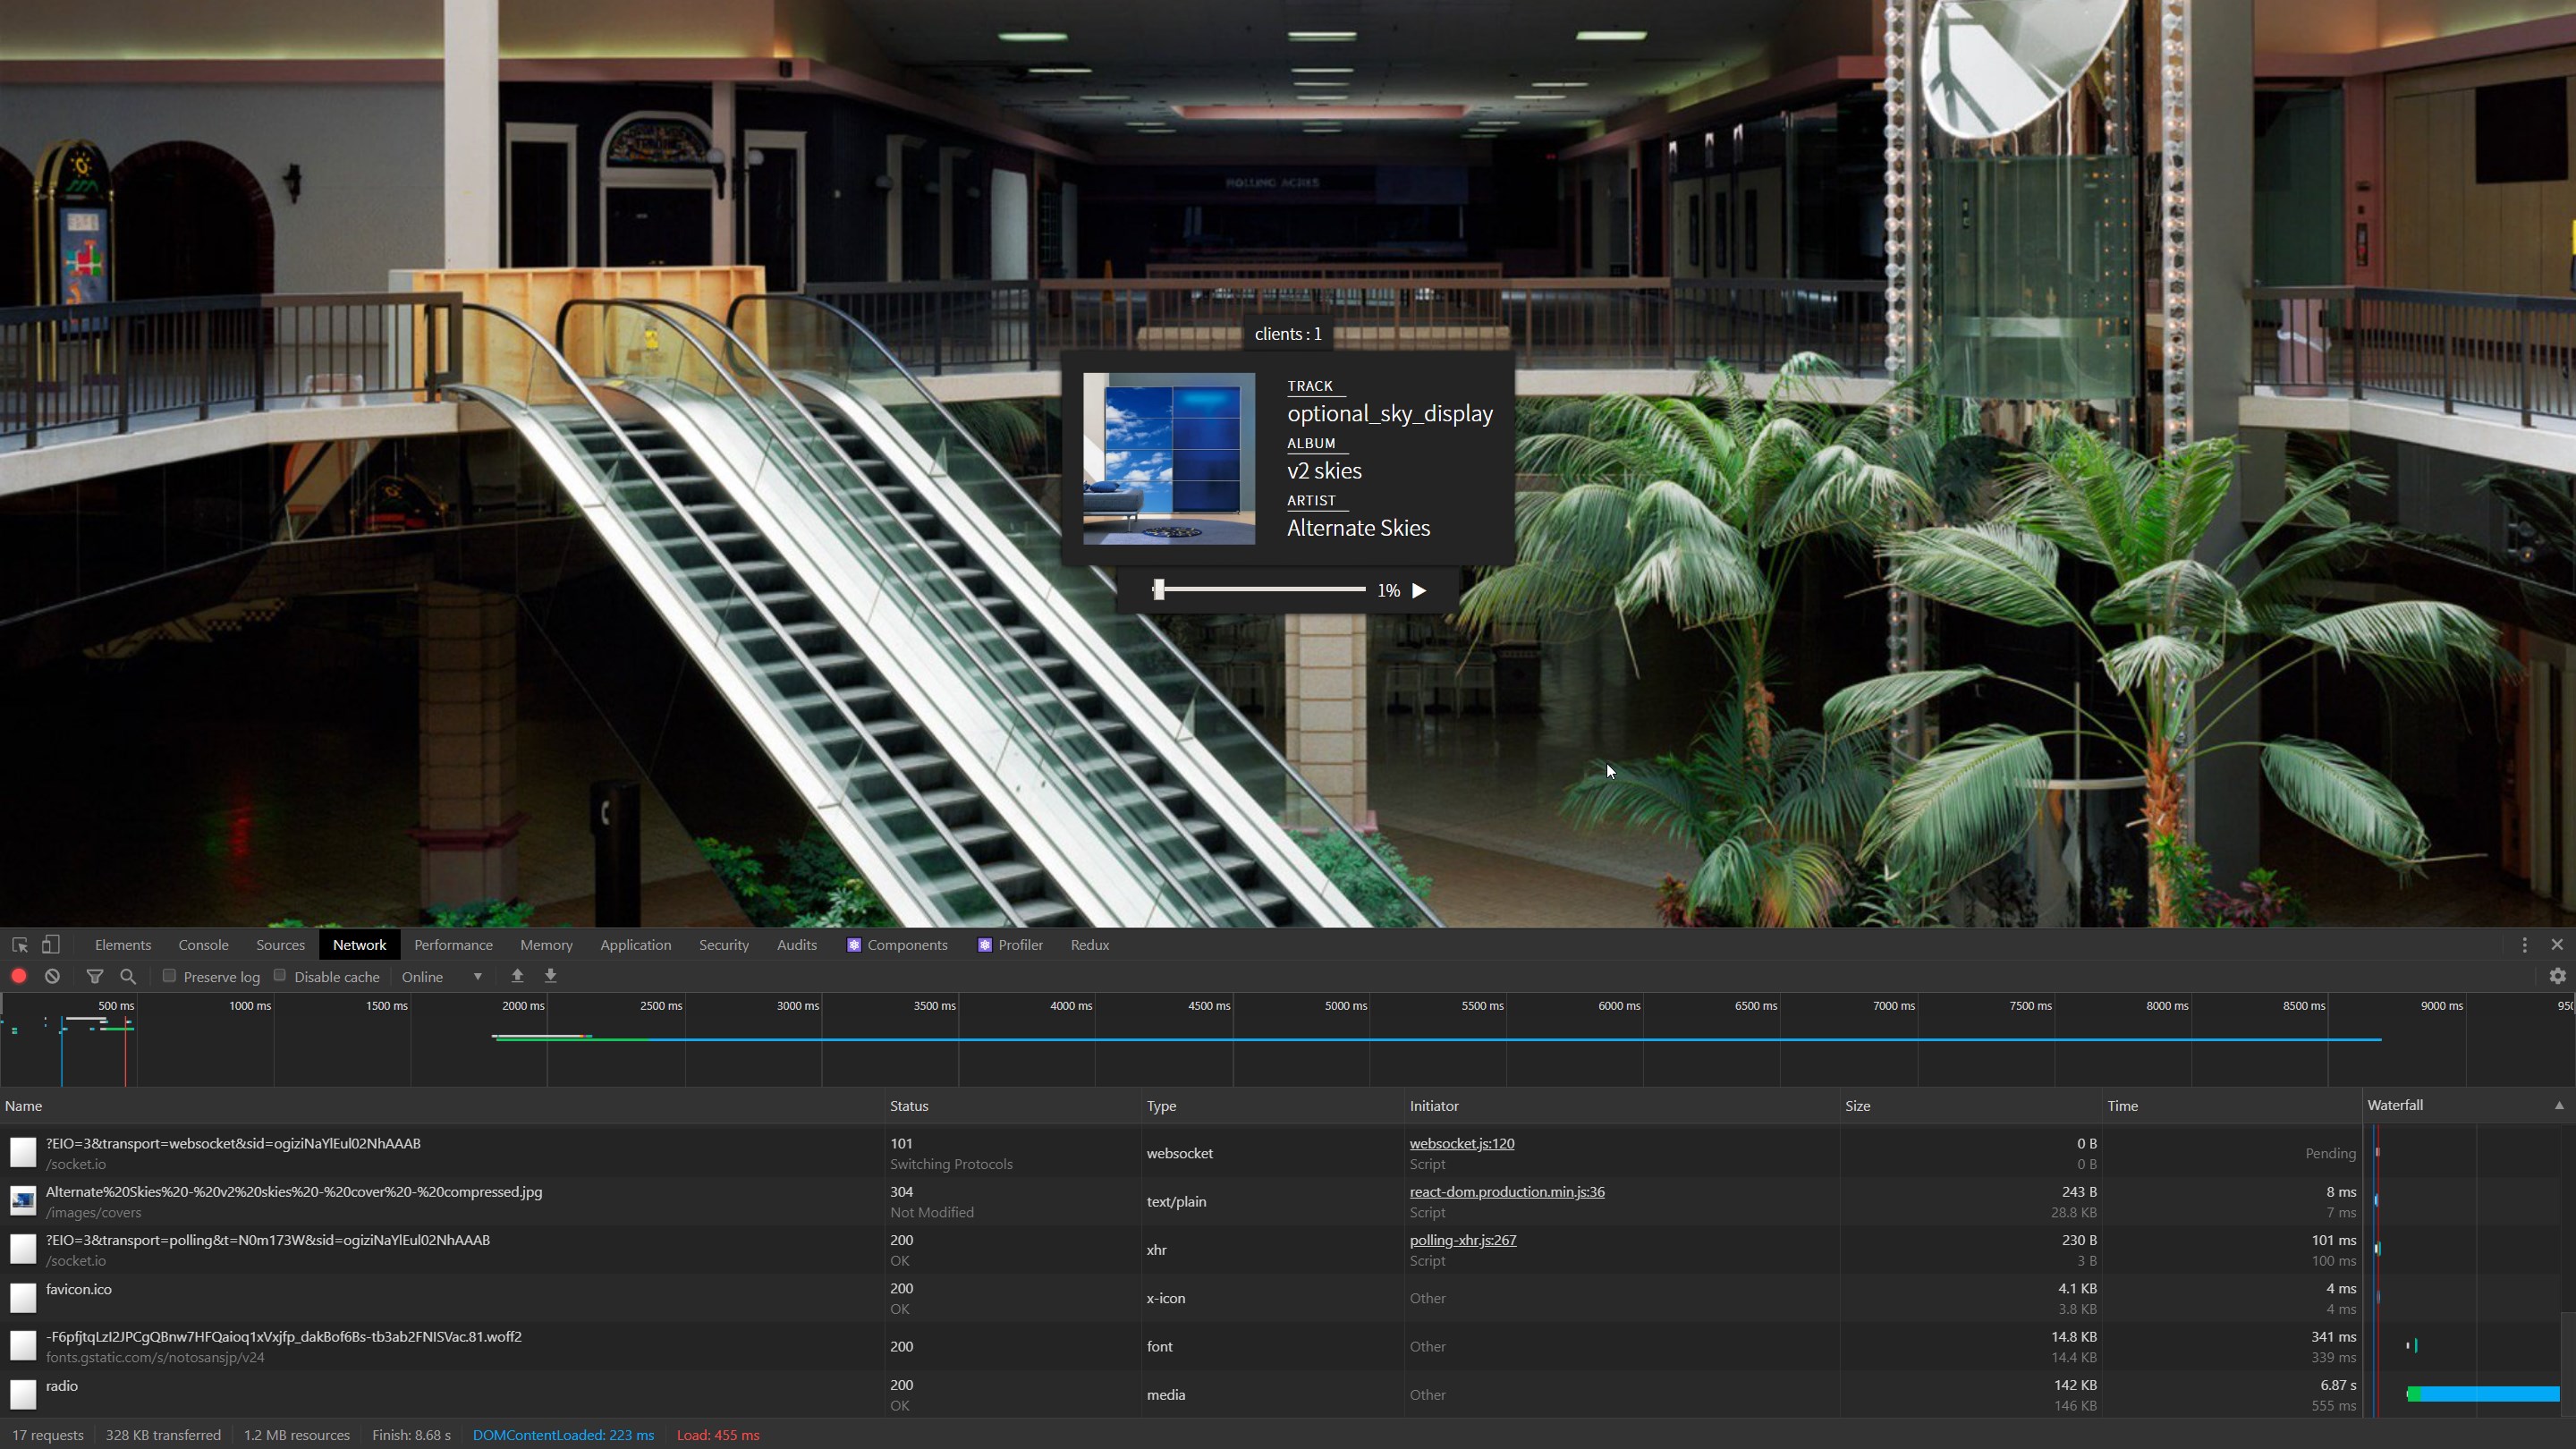 ROLLING ACRES
clients : 1
TRACK
optional_sky_display
ALBUM
v2 skies
ARTIST
Alternate Skies
1%
Elements Console Sources Network Performance Memory Application Security Audits Components Profiler Redux
Preserve log Disable cache Online
500 ms 1000 ms 1500 ms 2000 ms 2500 ms 3000 ms 3500 ms 4000 ms 4500 ms 5000 ms 5500 ms 6000 ms 6500 ms 7000 ms 7500 ms 8000 ms 8500 ms 9000 ms
Name Status Type Initiator Size Time Waterfall
?EIO=3&transport=websocket&sid=ogiziNaYlEul02NhAAAB 101 websocket websocket.js:120 0 B Pending
/socket.io Switching Protocols Script 0 B
Alternate%20Skies%20-%20v2%20skies%20-%20cover%20-%20compressed.jpg 304 text/plain react-dom.production.min.js:36 243 B 8 ms
/images/covers Not Modified Script 28.8 KB 7 ms
?EIO=3&transport=polling&t=N0m173W&sid=ogiziNaYlEul02NhAAAB 200 xhr polling-xhr.js:267 230 B 101 ms
/socket.io OK Script 3 B 100 ms
favicon.ico 200 x-icon Other 4.1 KB 4 ms
OK 3.8 KB 4 ms
-F6pfjtqLzI2JPCgQBnw7HFQaioq1xVxjfp_dakBof6Bs-tb3ab2FNISVac.81.woff2 200 font Other 14.8 KB 341 ms
fonts.gstatic.com/s/notosansjp/v24 14.4 KB 339 ms
radio 200 media Other 142 KB 6.87 s
OK 146 KB 555 ms
17 requests 328 KB transferred 1.2 MB resources Finish: 8.68 s DOMContentLoaded: 223 ms Load: 455 ms